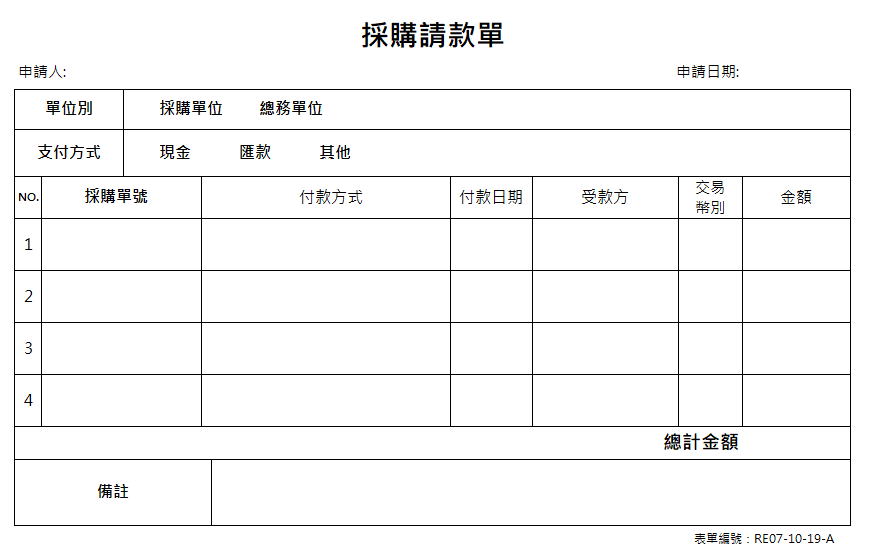 採購請款單
申請人: 申請日期:
單位別 採購單位 總務單位
支付方式 現金 匯款 其他
NO. 採購單號 付款方式 付款日期 受款方 交易幣別 金額
1
2
3
4
總計金額
備註
表單編號：RE07-10-19-A